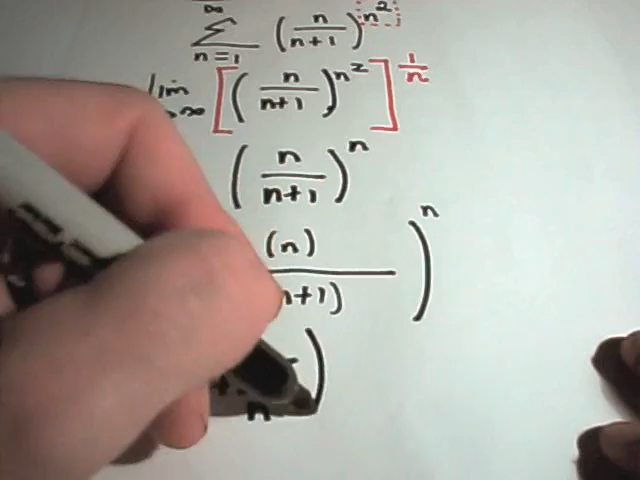 ∞
∑ (n/(n+1))^n²
n=1
lim [((n/(n+1))^n²]^1/n
∞
(n/(n+1))^n
(n)
n+1) )^n
n )